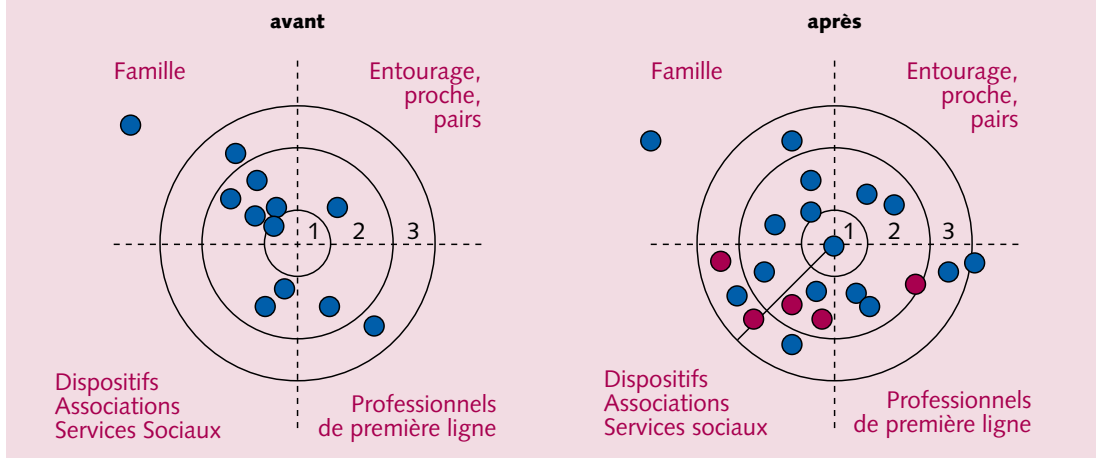 avant
Famille
Entourage,
proche,
pairs
1 2 3
Dispositifs
Associations
Services Sociaux
Professionnels
de première ligne
après
Famille
Entourage,
proche,
pairs
1 2 3
Dispositifs
Associations
Services sociaux
Professionnels
de première ligne